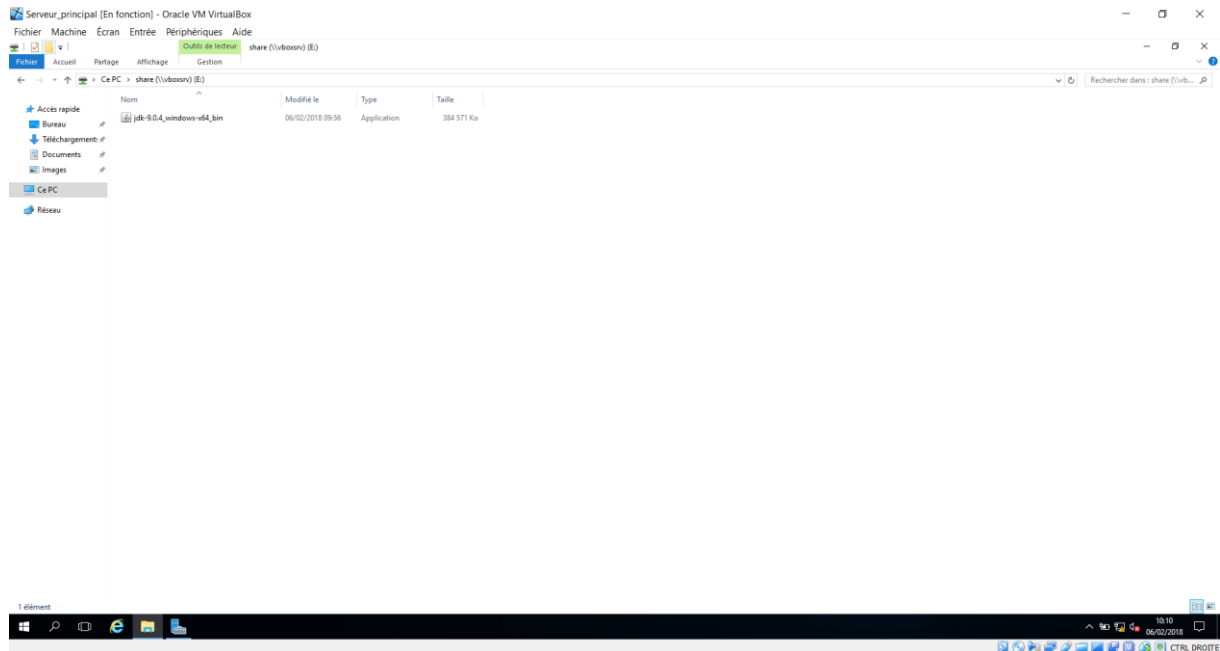 Serveur_principal [En fonction] - Oracle VM VirtualBox
Fichier Machine Écran Entrée Périphériques Aide
Outils de lecteur share (\\vboxsrv) (E:)
Fichier Accueil Partage Affichage Gestion
Ce PC > share (\\vboxsrv) (E:) Rechercher dans : share (\\vb...
Nom Modifié le Type Taille
Accès rapide
jdk-9.0.4_windows-x64_bin 06/02/2018 09:56 Application 384 571 Ko
Bureau
Téléchargements
Documents
Images
Ce PC
Réseau
1 élément
10:10
06/02/2018
CTRL DROITE